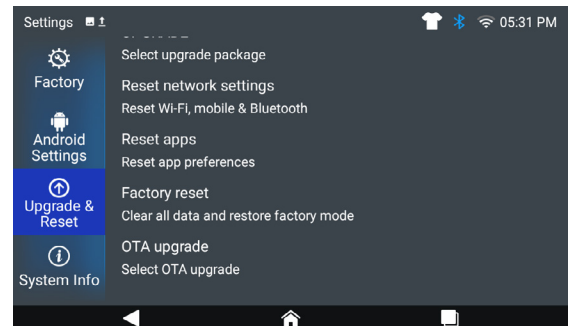 Settings
05:31 PM
Factory
Android
Settings
Upgrade &
Reset
System Info
Select upgrade package
Reset network settings
Reset Wi-Fi, mobile & Bluetooth
Reset apps
Reset app preferences
Factory reset
Clear all data and restore factory mode
OTA upgrade
Select OTA upgrade